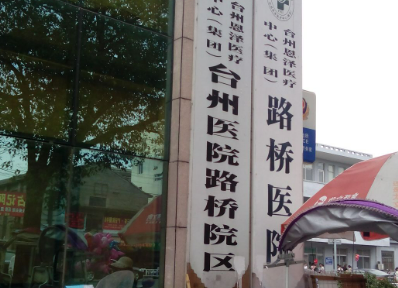 台州恩泽医疗
中心（集团）
路桥医院
台州恩泽医疗
中心（集团）
台州医院路桥院区